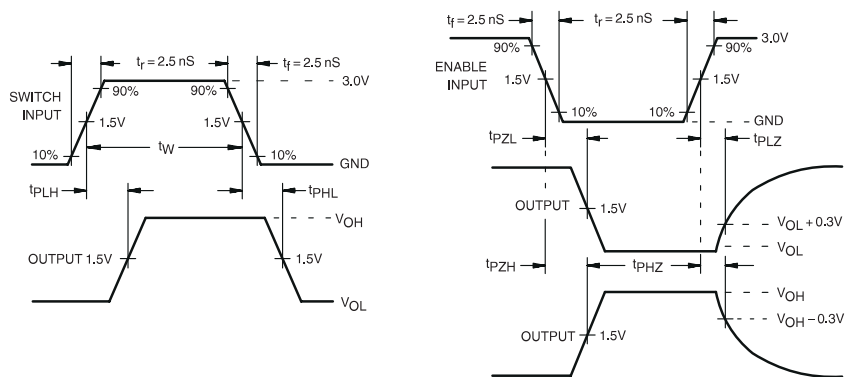 tr = 2.5 nS
tf = 2.5 nS
3.0V
SWITCH
INPUT
90%
90%
1.5V
1.5V
10%
tW
10%
GND
tPLH
tPHL
VOH
OUTPUT 1.5V
1.5V
VOL
tf = 2.5 nS
tr = 2.5 nS
3.0V
90%
90%
ENABLE
INPUT
1.5V
1.5V
10%
10%
GND
tPZL
tPLZ
OUTPUT
1.5V
VOL + 0.3V
VOL
tPZH
tPHZ
VOH
VOH – 0.3V
OUTPUT
1.5V